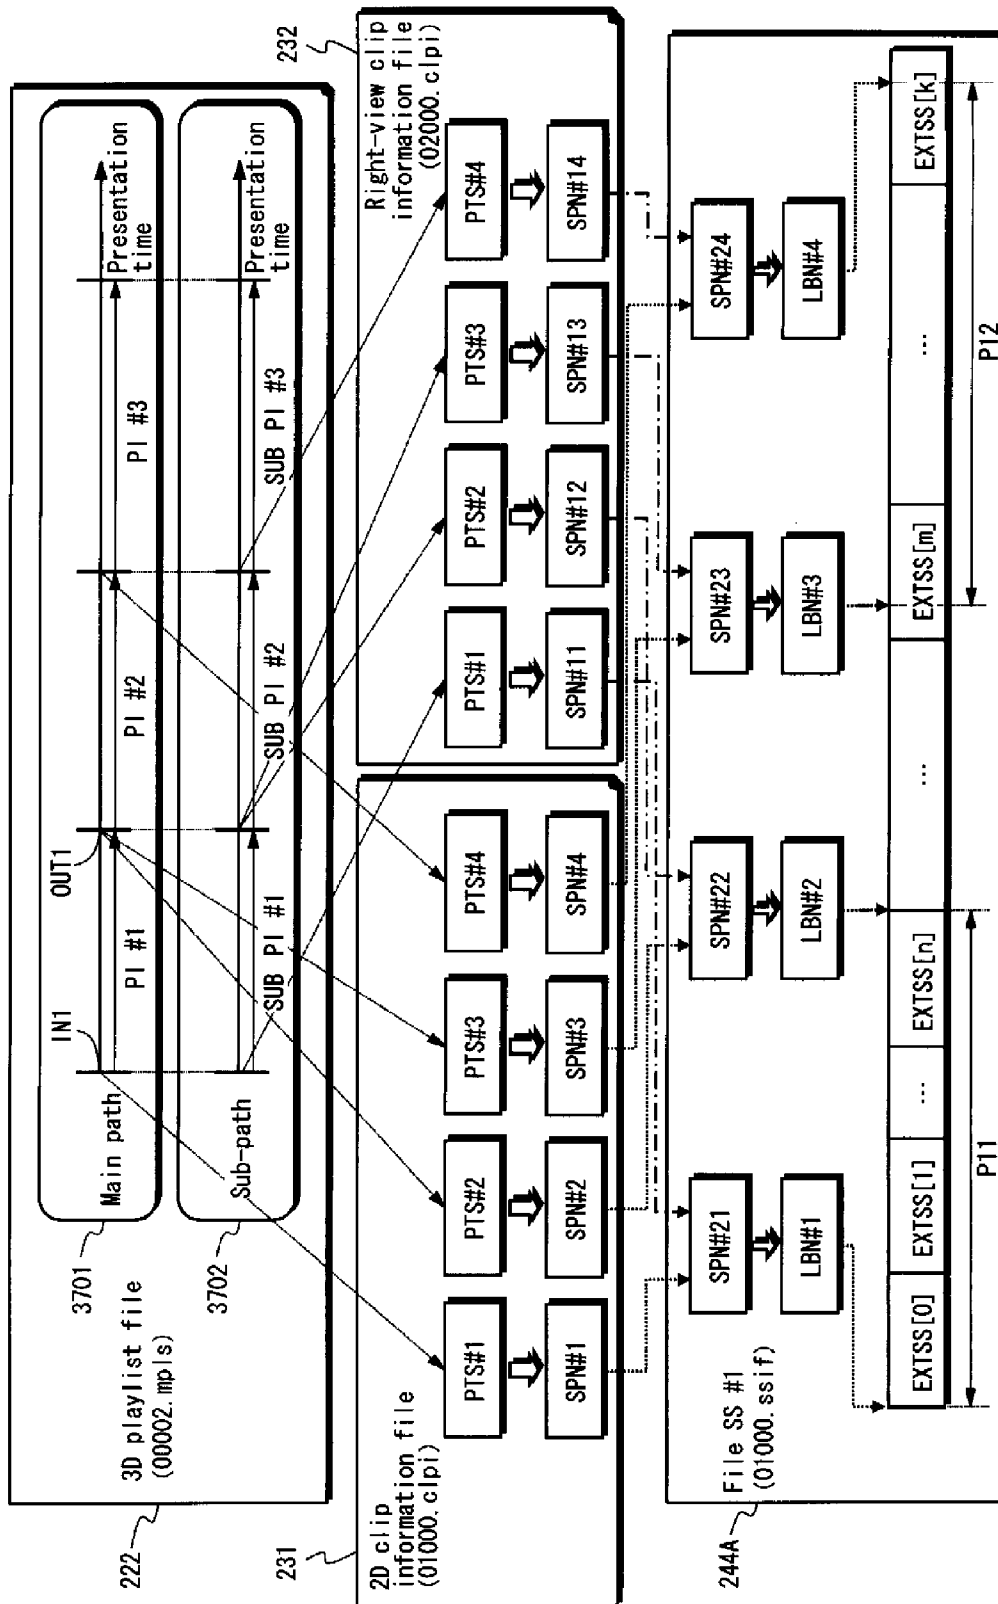 222
3D playlist file
(00002.mpls)
3701
Main path
IN1
OUT1
PI #1
PI #2
PI #3
Presentation
time
3702
Sub-path
SUB PI #1
SUB PI #2
SUB PI #3
Presentation
time
231
2D clip
information file
(01000.clpi)
PTS#1
PTS#2
PTS#3
PTS#4
SPN#1
SPN#2
SPN#3
SPN#4
232
Right-view clip
information file
(02000.clpi)
PTS#1
PTS#2
PTS#3
PTS#4
SPN#11
SPN#12
SPN#13
SPN#14
244A
File SS #1
(01000.ssif)
SPN#21
SPN#22
SPN#23
SPN#24
LBN#1
LBN#2
LBN#3
LBN#4
EXTSS[0]
EXTSS[1]
...
EXTSS[n]
...
EXTSS[m]
...
EXTSS[k]
P11
P12